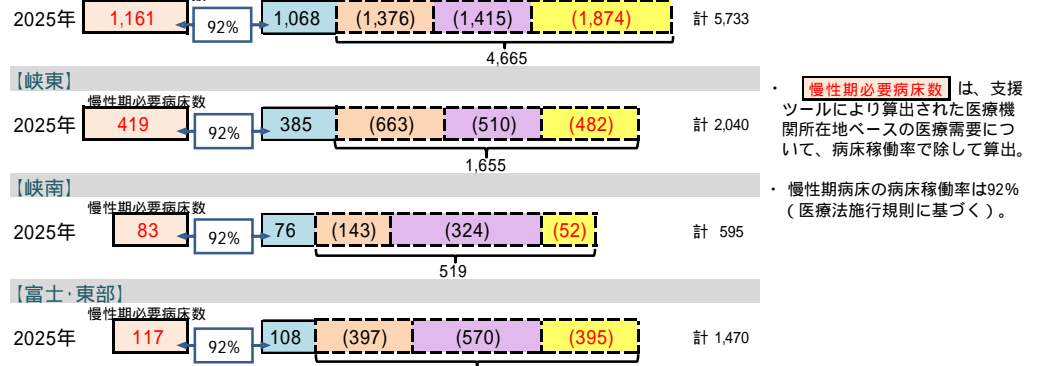 2025年 1,161 92% 1,068 (1,376) (1,415) (1,874) 計 5,733
4,665
【峡東】
慢性期必要病床数
2025年 419 92% 385 (663) (510) (482) 計 2,040
1,655
【峡南】
慢性期必要病床数
2025年 83 92% 76 (143) (324) (52) 計 595
519
【富士・東部】
慢性期必要病床数
2025年 117 92% 108 (397) (570) (395) 計 1,470
・ 慢性期必要病床数 は、支援
ツールにより算出された医療機
関所在地ベースの医療需要につ
いて、病床稼働率で除して算出。
・ 慢性期病床の病床稼働率は92%
(医療法施行規則に基づく)。